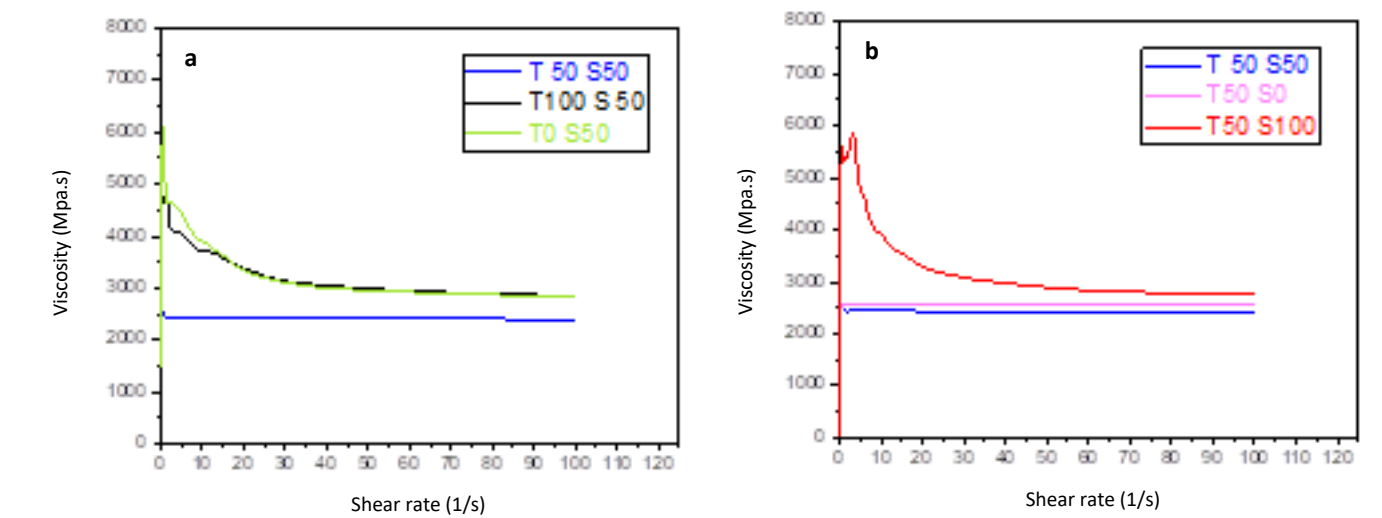 a
T 50 S50
T100 S 50
T0 S50
8000
7000
6000
5000
4000
3000
2000
1000
0
Viscosity (Mpa.s)
0 10 20 30 40 50 60 70 80 90 100 110 120
Shear rate (1/s)
b
T 50 S50
T50 S0
T50 S100
8000
7000
6000
5000
4000
3000
2000
1000
0
Viscosity (Mpa.s)
0 10 20 30 40 50 60 70 80 90 100 110 120
Shear rate (1/s)